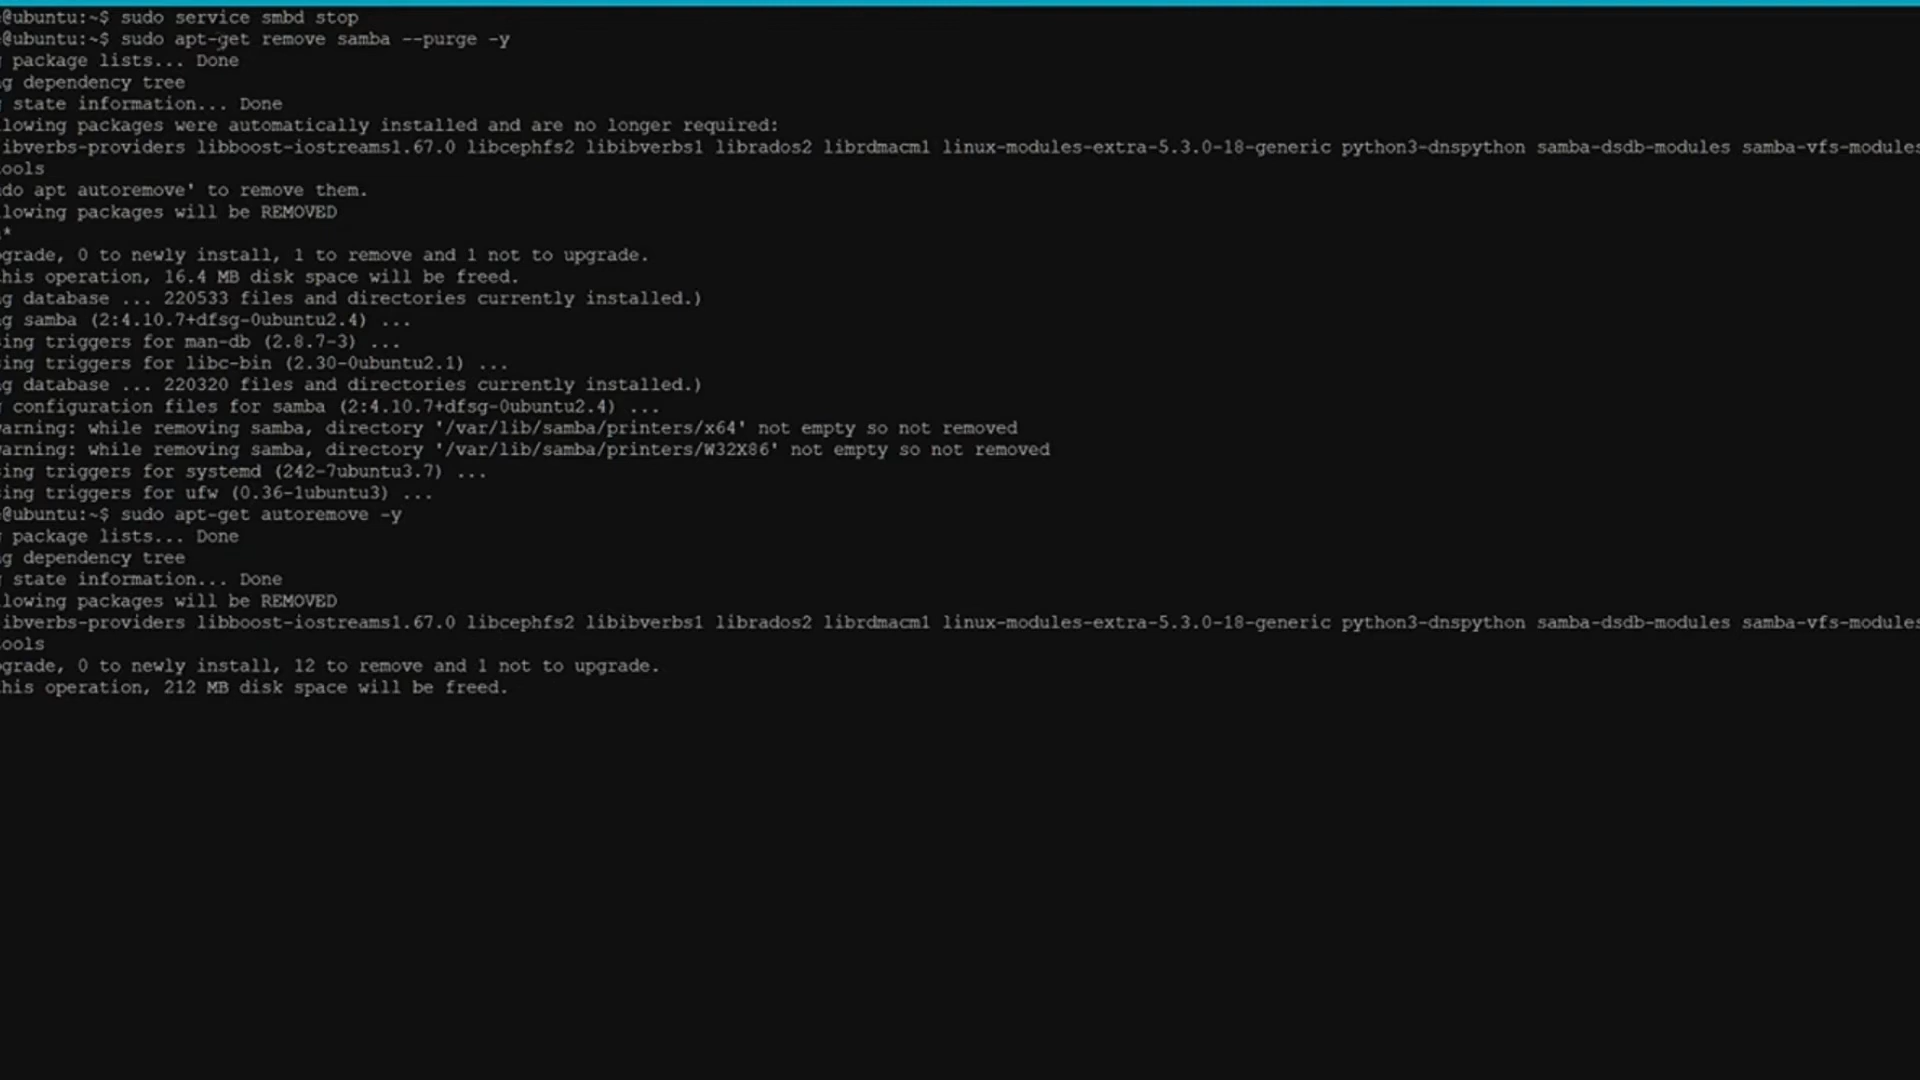 @ubuntu:~$ sudo service smbd stop
@ubuntu:~$ sudo apt-get remove samba --purge -y
package lists... Done
g dependency tree
state information... Done
lowing packages were automatically installed and are no longer required:
ibverbs-providers libboost-iostreams1.67.0 libcephfs2 libibverbs1 librados2 librdmacm1 linux-modules-extra-5.3.0-18-generic python3-dnspython samba-dsdb-modules samba-vfs-modules
ools
do apt autoremove' to remove them.
lowing packages will be REMOVED
*
grade, 0 to newly install, 1 to remove and 1 not to upgrade.
his operation, 16.4 MB disk space will be freed.
g database ... 220533 files and directories currently installed.)
g samba (2:4.10.7+dfsg-0ubuntu2.4) ...
ing triggers for man-db (2.8.7-3) ...
ing triggers for libc-bin (2.30-0ubuntu2.1) ...
g database ... 220320 files and directories currently installed.)
configuration files for samba (2:4.10.7+dfsg-0ubuntu2.4) ...
arning: while removing samba, directory '/var/lib/samba/printers/x64' not empty so not removed
arning: while removing samba, directory '/var/lib/samba/printers/W32X86' not empty so not removed
ing triggers for systemd (242-7ubuntu3.7) ...
ing triggers for ufw (0.36-1ubuntu3) ...
@ubuntu:~$ sudo apt-get autoremove -y
package lists... Done
g dependency tree
state information... Done
lowing packages will be REMOVED
ibverbs-providers libboost-iostreams1.67.0 libcephfs2 libibverbs1 librados2 librdmacm1 linux-modules-extra-5.3.0-18-generic python3-dnspython samba-dsdb-modules samba-vfs-modules
ools
grade, 0 to newly install, 12 to remove and 1 not to upgrade.
his operation, 212 MB disk space will be freed.